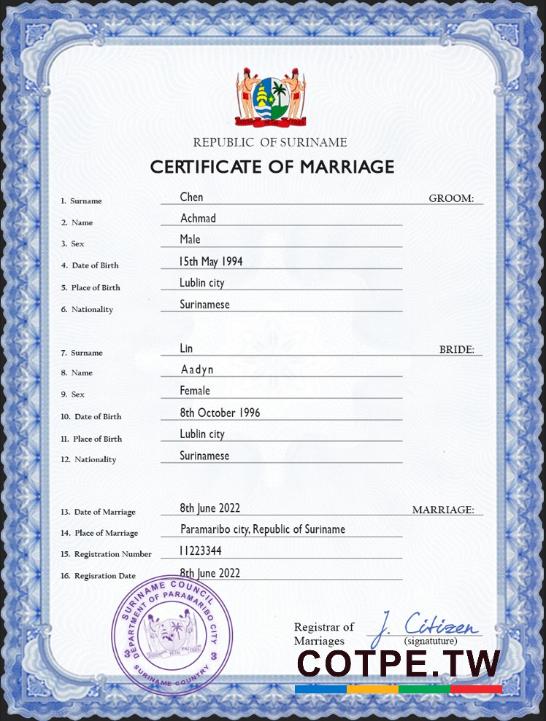 REPUBLIC OF SURINAME
CERTIFICATE OF MARRIAGE
1. Surname Chen GROOM:
2. Name Achmad
3. Sex Male
4. Date of Birth 15th May 1994
5. Place of Birth Lublin city
6. Nationality Surinamese
7. Surname Lin BRIDE:
8. Name Aadyn
9. Sex Female
10. Date of Birth 8th October 1996
11. Place of Birth Lublin city
12. Nationality Surinamese
13. Date of Marriage 8th June 2022 MARRIAGE:
14. Place of Marriage Paramaribo city, Republic of Suriname
15. Registration Number 11223344
16. Regisration Date 8th June 2022
SURINAME COUNCIL
DEPARTMENT OF PARAMARIBO CITY
SURINAME COUNTRY
Registrar of J. Citizen
Marriages (signatuture)
COTPE.TW